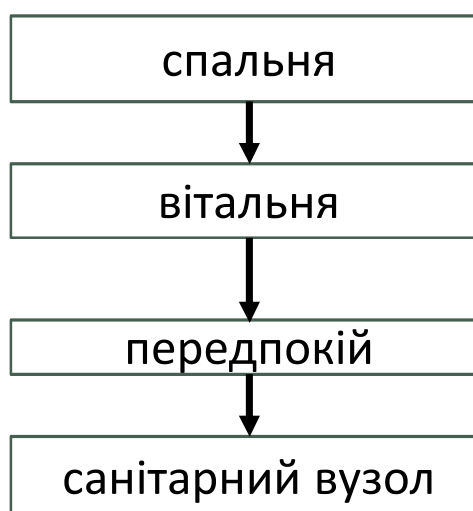 спальня
вітальня
передпокій
санітарний вузол